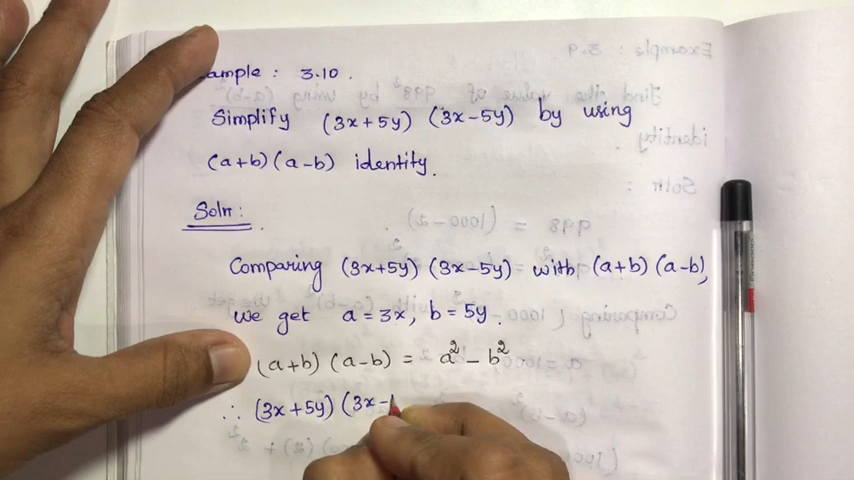 ample : 3.10.
Simplify (3x+5y) (3x-5y) by using
(a+b) (a-b) identity.
Soln:
Comparing (3x+5y) (3x-5y) with (a+b) (a-b),
we get a = 3x, b = 5y.
(a+b) (a-b) = a² - b²
∴ (3x+5y) (3x-